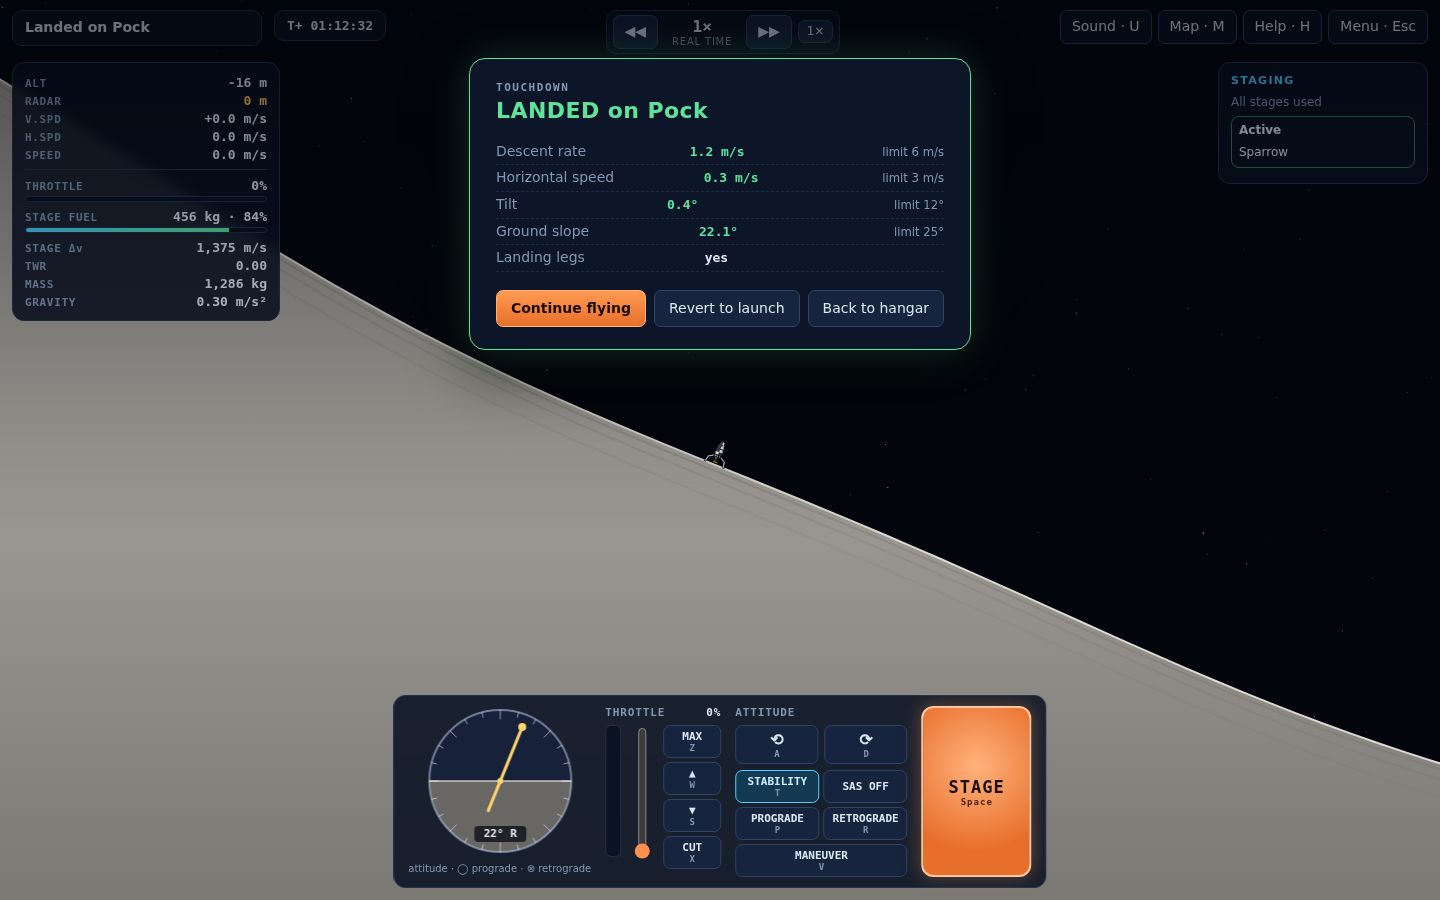 Landed on Pock
T+ 01:12:32
◀◀ 1× REAL TIME ▶▶ 1×
Sound · U Map · M Help · H Menu · Esc
ALT -16 m
RADAR 0 m
V.SPD +0.0 m/s
H.SPD 0.0 m/s
SPEED 0.0 m/s
THROTTLE 0%
STAGE FUEL 456 kg · 84%
STAGE Δv 1,375 m/s
TWR 0.00
MASS 1,286 kg
GRAVITY 0.30 m/s²
TOUCHDOWN
LANDED on Pock
Descent rate 1.2 m/s limit 6 m/s
Horizontal speed 0.3 m/s limit 3 m/s
Tilt 0.4° limit 12°
Ground slope 22.1° limit 25°
Landing legs yes
Continue flying Revert to launch Back to hangar
STAGING
All stages used
Active
Sparrow
22° R
attitude · ◯ prograde · ⊗ retrograde
THROTTLE 0%
MAX
Z
▲
W
▼
S
CUT
X
ATTITUDE
⟲
A
⟳
D
STABILITY
T
SAS OFF
PROGRADE
P
RETROGRADE
R
MANEUVER
V
STAGE
Space